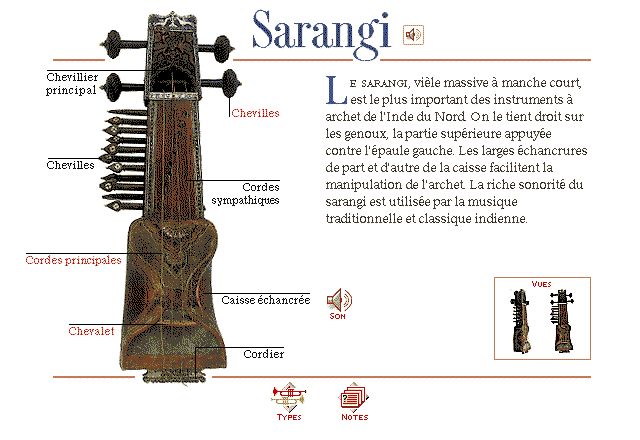 Sarangi
Chevillier
principal
Chevilles
Chevilles
Cordes
sympathiques
Cordes principales
Caisse échancrée
Chevalet
Cordier
LE SARANGI, vièle massive à manche court,
est le plus important des instruments à
archet de l'Inde du Nord. On le tient droit sur
les genoux, la partie supérieure appuyée
contre l'épaule gauche. Les larges échancrures
de part et d'autre de la caisse facilitent la
manipulation de l'archet. La riche sonorité du
sarangi est utilisée par la musique
traditionnelle et classique indienne.
SON
VUES
TYPES
NOTES